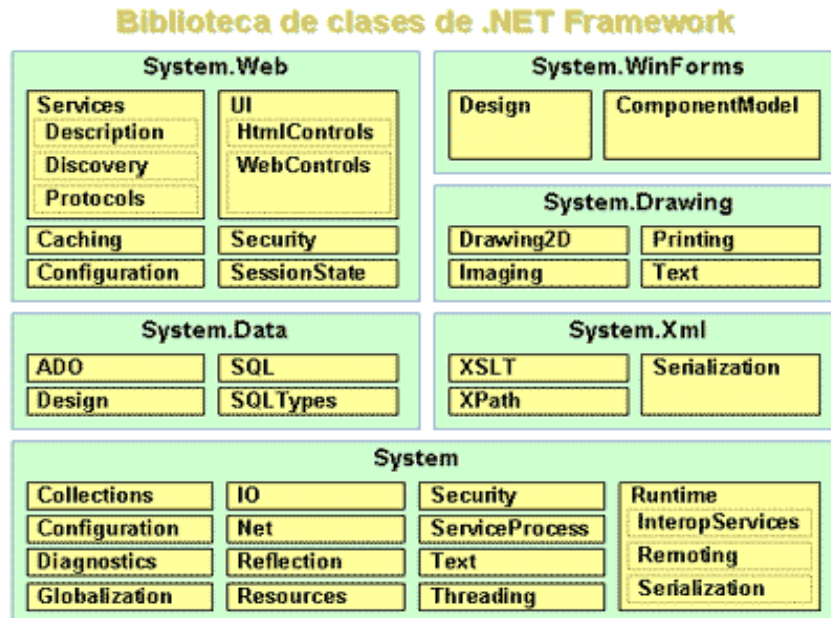 Biblioteca de clases de .NET Framework
System.Web
Services
Description
Discovery
Protocols
UI
HtmlControls
WebControls
Caching
Security
Configuration
SessionState
System.WinForms
Design
ComponentModel
System.Drawing
Drawing2D
Printing
Imaging
Text
System.Data
ADO
SQL
Design
SQLTypes
System.Xml
XSLT
Serialization
XPath
System
Collections
Configuration
Diagnostics
Globalization
IO
Net
Reflection
Resources
Security
ServiceProcess
Text
Threading
Runtime
InteropServices
Remoting
Serialization